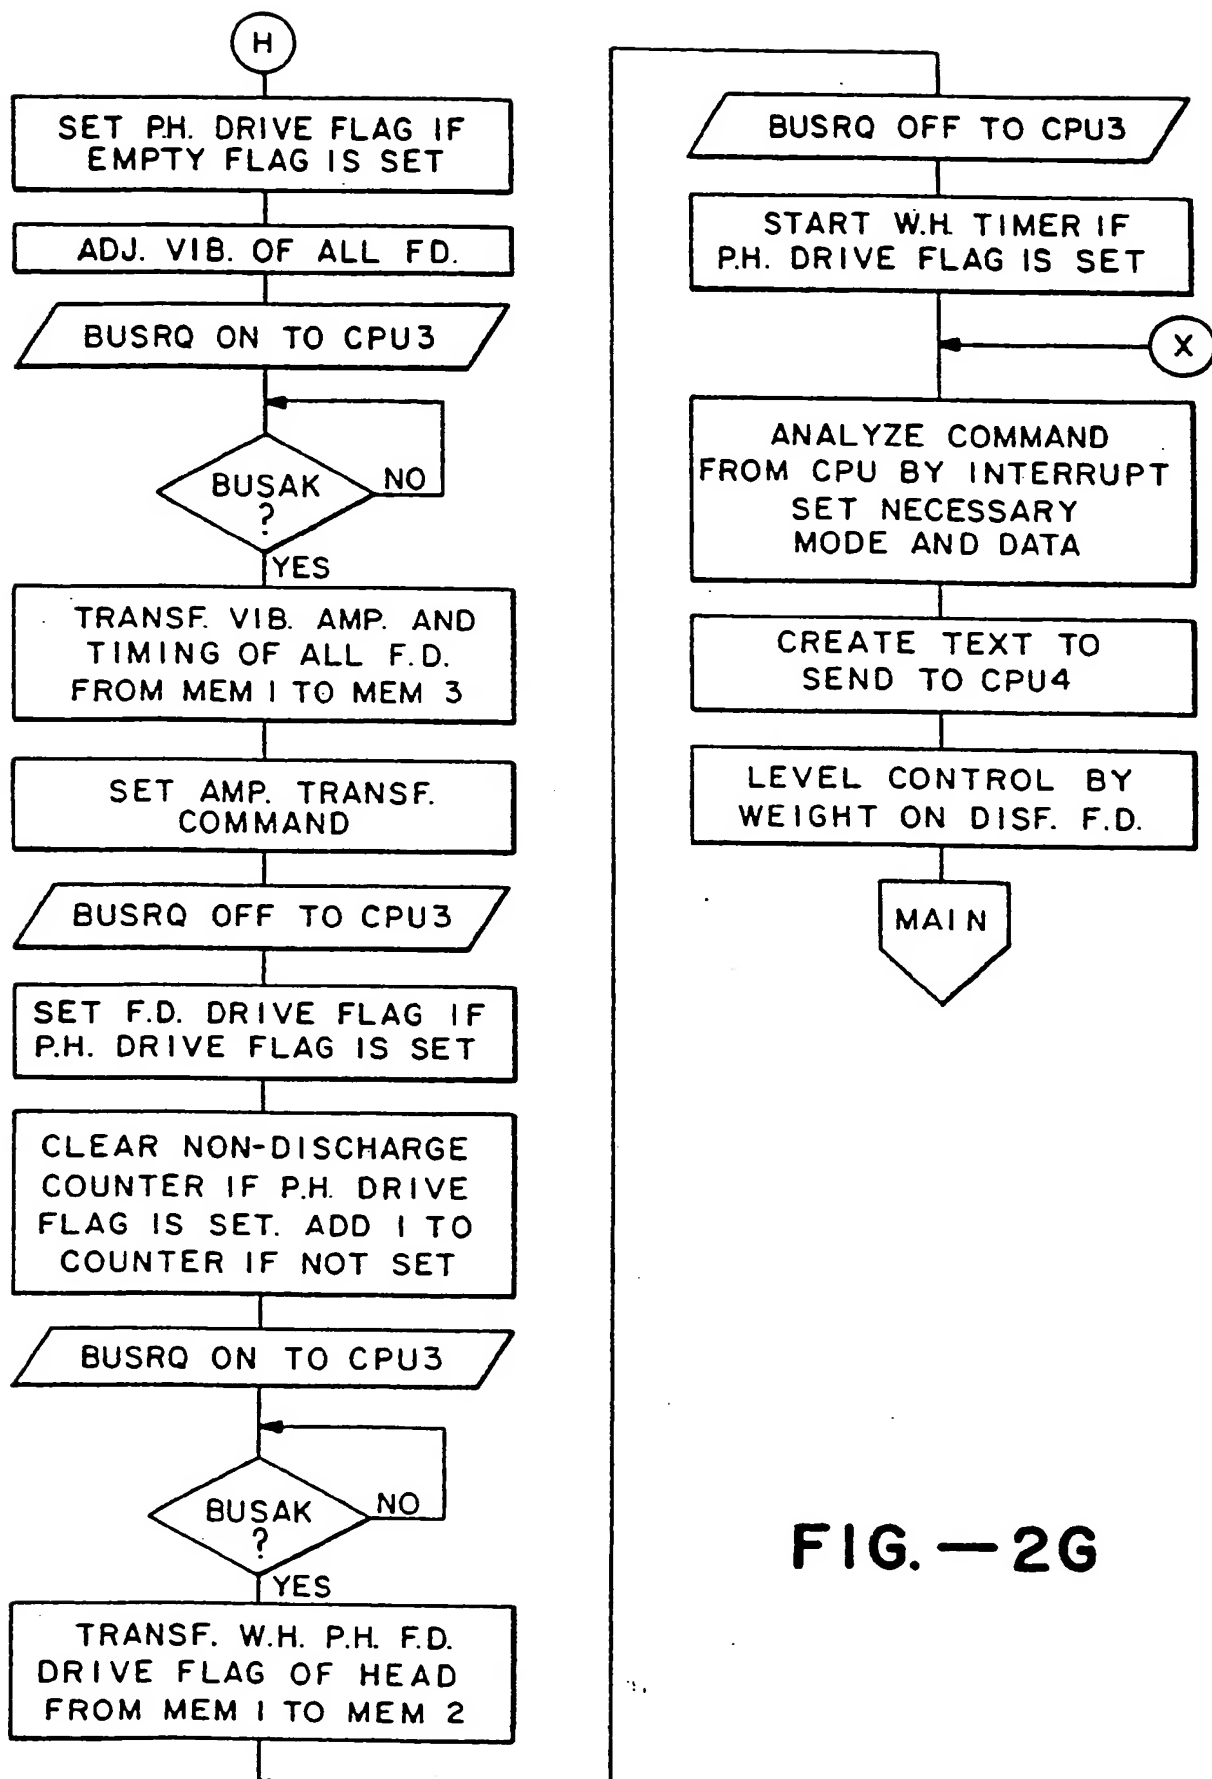 H
SET P.H. DRIVE FLAG IF
EMPTY FLAG IS SET
ADJ. VIB. OF ALL FD.
BUSRQ ON TO CPU3
BUSAK
?
NO
YES
TRANSF. VIB. AMP. AND
TIMING OF ALL F.D.
FROM MEM 1 TO MEM 3
SET AMP. TRANSF.
COMMAND
BUSRQ OFF TO CPU3
SET F.D. DRIVE FLAG IF
P.H. DRIVE FLAG IS SET
CLEAR NON-DISCHARGE
COUNTER IF P.H. DRIVE
FLAG IS SET. ADD 1 TO
COUNTER IF NOT SET
BUSRQ ON TO CPU3
BUSAK
?
NO
YES
TRANSF. W.H. P.H. F.D.
DRIVE FLAG OF HEAD
FROM MEM 1 TO MEM 2
BUSRQ OFF TO CPU3
START W.H. TIMER IF
P.H. DRIVE FLAG IS SET
X
ANALYZE COMMAND
FROM CPU BY INTERRUPT
SET NECESSARY
MODE AND DATA
CREATE TEXT TO
SEND TO CPU4
LEVEL CONTROL BY
WEIGHT ON DISF. F.D.
MAIN
FIG.—2G